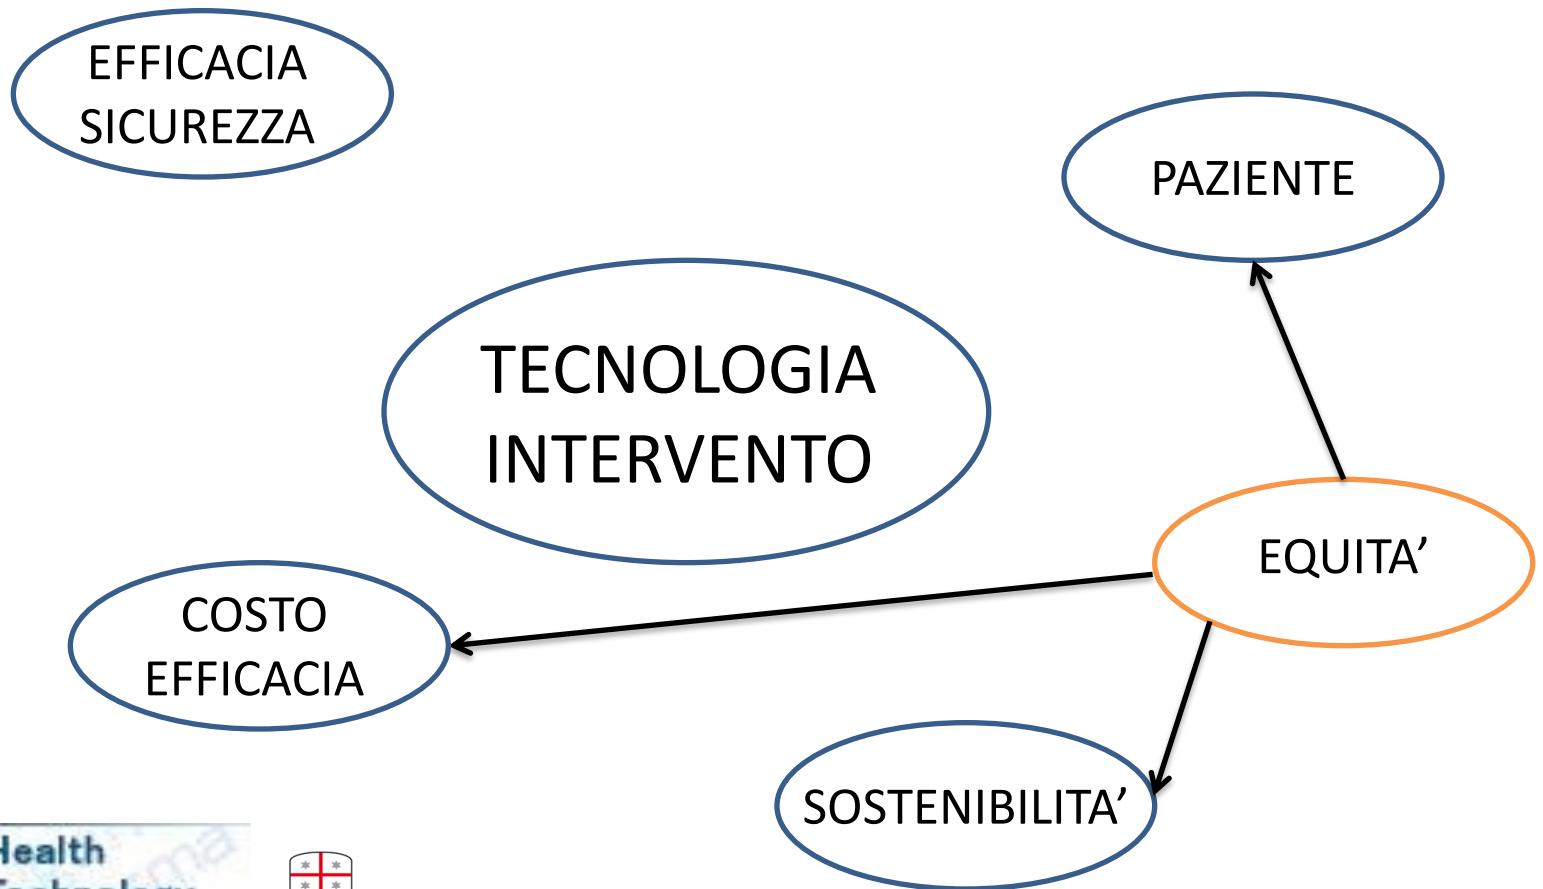 EFFICACIA
SICUREZZA
PAZIENTE
TECNOLOGIA
INTERVENTO
EQUITA’
COSTO
EFFICACIA
SOSTENIBILITA’
Health